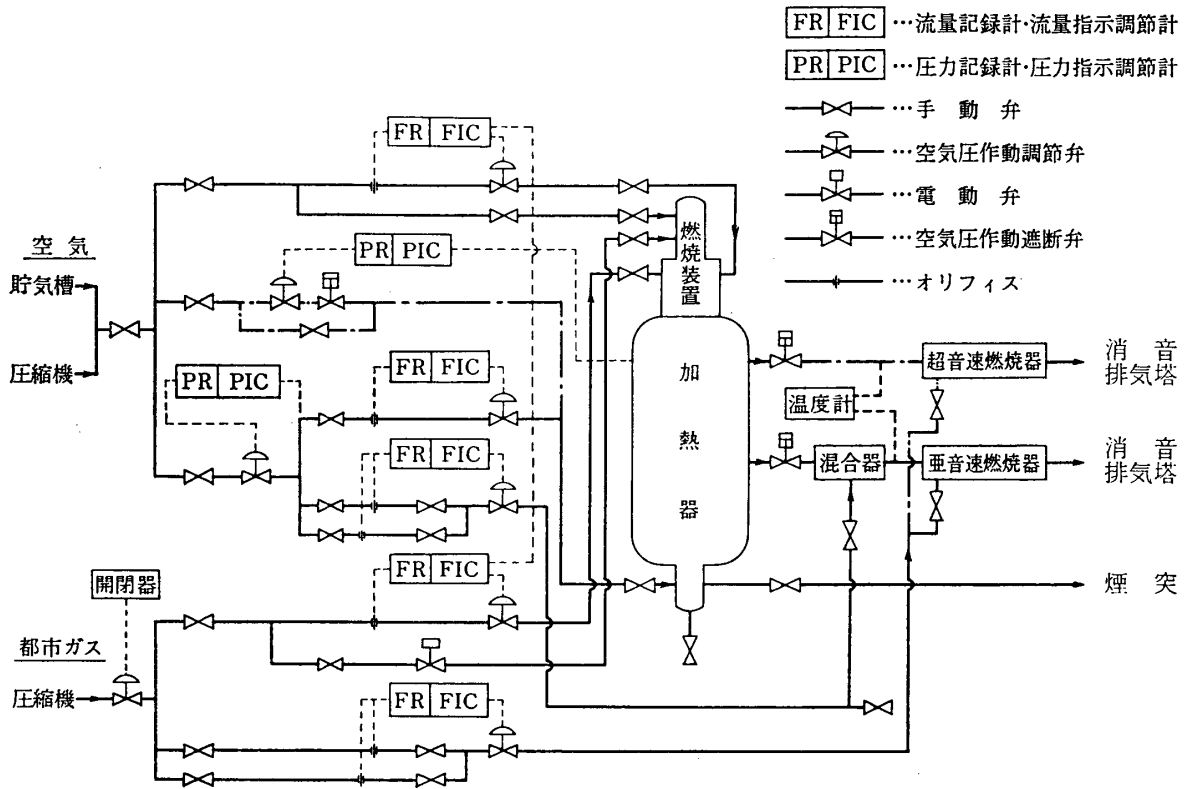 FR FIC …流量記録計・流量指示調節計
PR PIC …圧力記録計・圧力指示調節計
…手動弁
…空気圧作動調節弁
…電動弁
…空気圧作動遮断弁
…オリフィス
FR FIC
空気
貯気槽
圧縮機
PR PIC
燃焼装置
PR PIC
FR FIC
FR FIC
加熱器
超音速燃焼器
消音
排気塔
温度計
混合器
亜音速燃焼器
消音
排気塔
開閉器
FR FIC
煙突
都市ガス
圧縮機
FR FIC